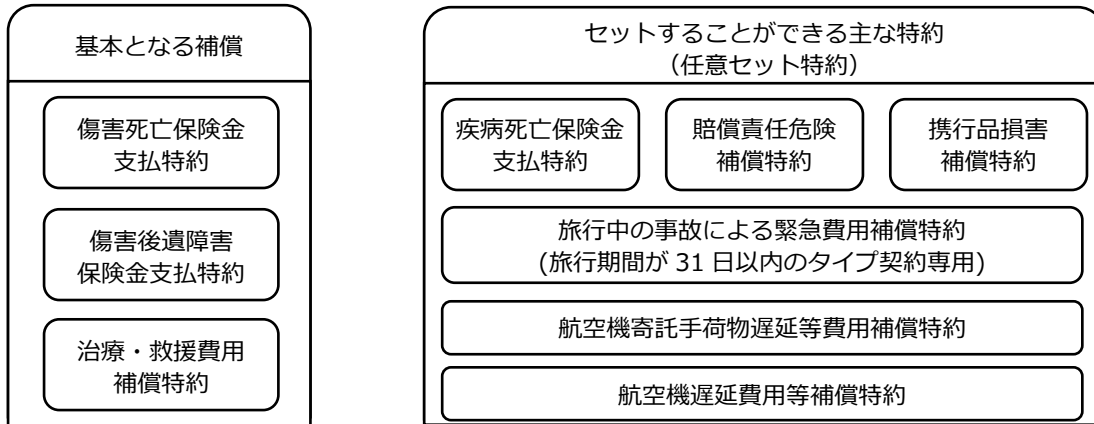 基本となる補償
傷害死亡保険金
支払特約
傷害後遺障害
保険金支払特約
治療・救援費用
補償特約
セットすることができる主な特約
（任意セット特約）
疾病死亡保険金
支払特約
賠償責任危険
補償特約
携行品損害
補償特約
旅行中の事故による緊急費用補償特約
(旅行期間が 31 日以内のタイプ契約専用)
航空機寄託手荷物遅延等費用補償特約
航空機遅延費用等補償特約